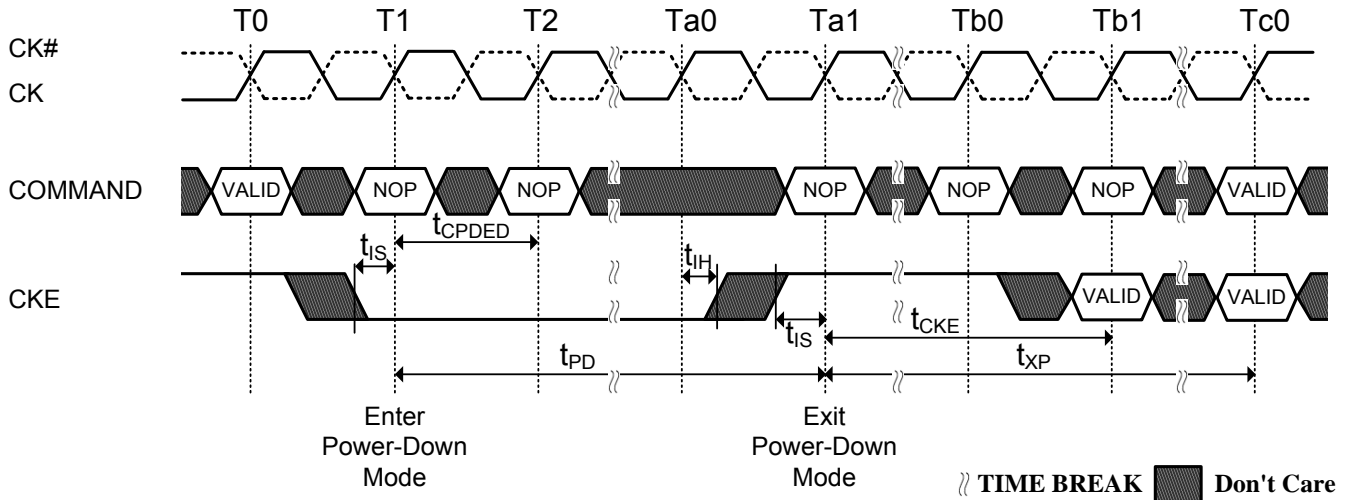 T0 T1 T2 Ta0 Ta1 Tb0 Tb1 Tc0
CK#
CK
COMMAND VALID NOP NOP NOP NOP NOP VALID
tCPDED
tIS tIH
CKE VALID VALID
tIS tCKE
tPD tXP
Enter Power-Down Mode
Exit Power-Down Mode
TIME BREAK Don't Care